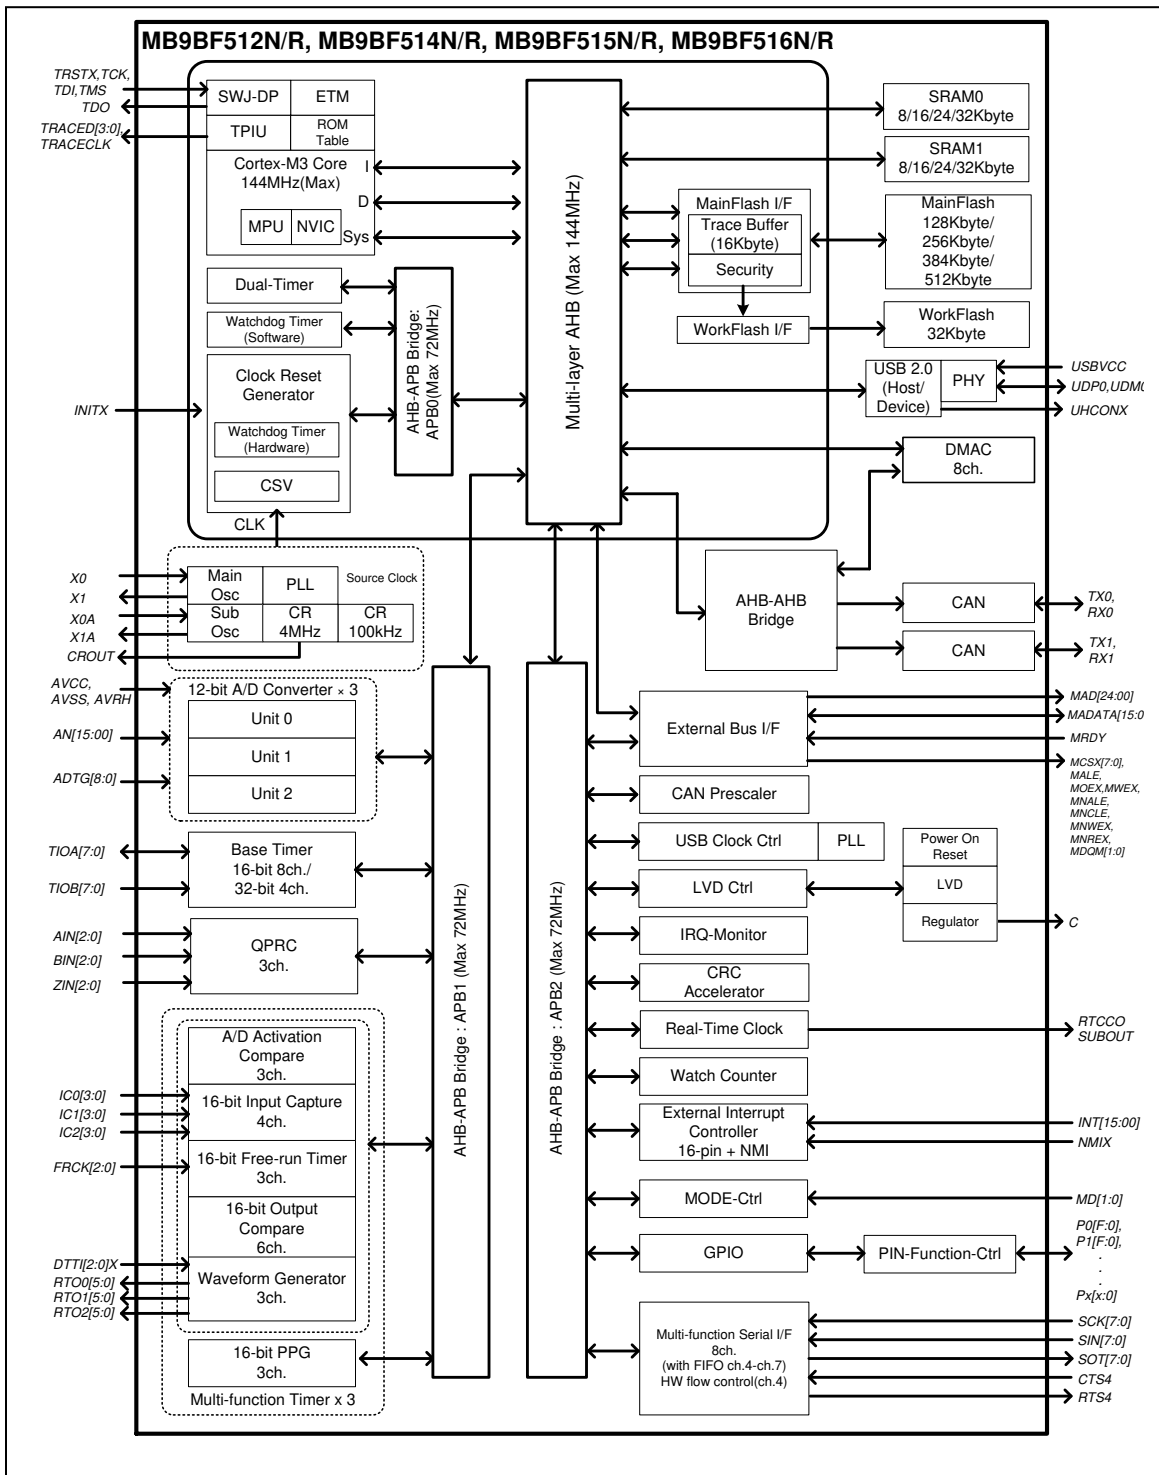 MB9BF512N/R, MB9BF514N/R, MB9BF515N/R, MB9BF516N/R
TRSTX,TCK,
TDI,TMS
TDO
TRACED[3:0],
TRACECLK
SWJ-DP
ETM
TPIU
ROM
Table
Cortex-M3 Core
144MHz(Max)
I
D
Sys
MPU
NVIC
Dual-Timer
Watchdog Timer
(Software)
Clock Reset
Generator
Watchdog Timer
(Hardware)
CSV
CLK
INITX
AHB-APB Bridge:
APB0(Max 72MHz)
Multi-layer AHB (Max 144MHz)
SRAM0
8/16/24/32Kbyte
SRAM1
8/16/24/32Kbyte
MainFlash I/F
Trace Buffer
(16Kbyte)
Security
MainFlash
128Kbyte/
256Kbyte/
384Kbyte/
512Kbyte
WorkFlash I/F
WorkFlash
32Kbyte
USB 2.0
(Host/
Device)
PHY
USBVCC
UDP0,UDM0
UHCONX
DMAC
8ch.
AHB-AHB
Bridge
CAN
TX0,
RX0
CAN
TX1,
RX1
X0
X1
X0A
X1A
CROUT
Main
Osc
PLL
Source Clock
Sub
Osc
CR
4MHz
CR
100kHz
AVCC,
AVSS, AVRH
AN[15:00]
ADTG[8:0]
12-bit A/D Converter × 3
Unit 0
Unit 1
Unit 2
TIOA[7:0]
TIOB[7:0]
Base Timer
16-bit 8ch./
32-bit 4ch.
AIN[2:0]
BIN[2:0]
ZIN[2:0]
QPRC
3ch.
A/D Activation
Compare
3ch.
IC0[3:0]
IC1[3:0]
IC2[3:0]
16-bit Input Capture
4ch.
FRCK[2:0]
16-bit Free-run Timer
3ch.
16-bit Output
Compare
6ch.
DTTI[2:0]X
RTO0[5:0]
RTO1[5:0]
RTO2[5:0]
Waveform Generator
3ch.
16-bit PPG
3ch.
Multi-function Timer x 3
AHB-APB Bridge : APB1 (Max 72MHz)
AHB-APB Bridge : APB2 (Max 72MHz)
External Bus I/F
MAD[24:00]
MADATA[15:0
MRDY
MCSX[7:0],
MALE,
MOEX,MWEX,
MNALE,
MNCLE,
MNWEX,
MNREX,
MDQM[1:0]
CAN Prescaler
USB Clock Ctrl
PLL
Power On
Reset
LVD Ctrl
LVD
Regulator
C
IRQ-Monitor
CRC
Accelerator
Real-Time Clock
RTCCO
SUBOUT
Watch Counter
External Interrupt
Controller
16-pin + NMI
INT[15:00]
NMIX
MODE-Ctrl
MD[1:0]
GPIO
PIN-Function-Ctrl
P0[F:0],
P1[F:0],
.
.
.
Px[x:0]
Multi-function Serial I/F
8ch.
(with FIFO ch.4-ch.7)
HW flow control(ch.4)
SCK[7:0]
SIN[7:0]
SOT[7:0]
CTS4
RTS4